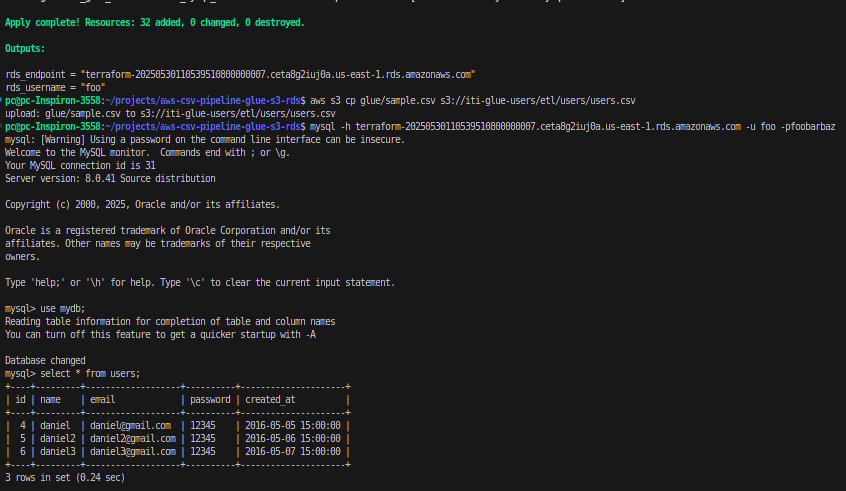 Apply complete! Resources: 32 added, 0 changed, 0 destroyed.
Outputs:
rds_endpoint = "terraform-20250530110539510800000007.ceta8g2iuj0a.us-east-1.rds.amazonaws.com"
rds_username = "foo"
pc@pc-Inspiron-3558:~/projects/aws-csv-pipeline-glue-s3-rds$ aws s3 cp glue/sample.csv s3://iti-glue-users/etl/users/users.csv
upload: glue/sample.csv to s3://iti-glue-users/etl/users/users.csv
pc@pc-Inspiron-3558:~/projects/aws-csv-pipeline-glue-s3-rds$ mysql -h terraform-20250530110539510800000007.ceta8g2iuj0a.us-east-1.rds.amazonaws.com -u foo -pfoobarbaz
mysql: [Warning] Using a password on the command line interface can be insecure.
Welcome to the MySQL monitor.  Commands end with ; or \g.
Your MySQL connection id is 31
Server version: 8.0.41 Source distribution
Copyright (c) 2000, 2025, Oracle and/or its affiliates.
Oracle is a registered trademark of Oracle Corporation and/or its
affiliates. Other names may be trademarks of their respective
owners.
Type 'help;' or '\h' for help. Type '\c' to clear the current input statement.
mysql> use mydb;
Reading table information for completion of table and column names
You can turn off this feature to get a quicker startup with -A
Database changed
mysql> select * from users;
+----+---------+------------------+----------+---------------------+
| id | name    | email            | password | created_at          |
+----+---------+------------------+----------+---------------------+
|  4 | daniel  | daniel@gmail.com  | 12345    | 2016-05-05 15:00:00 |
|  5 | daniel2 | daniel2@gmail.com | 12345    | 2016-05-06 15:00:00 |
|  6 | daniel3 | daniel3@gmail.com | 12345    | 2016-05-07 15:00:00 |
+----+---------+------------------+----------+---------------------+
3 rows in set (0.24 sec)